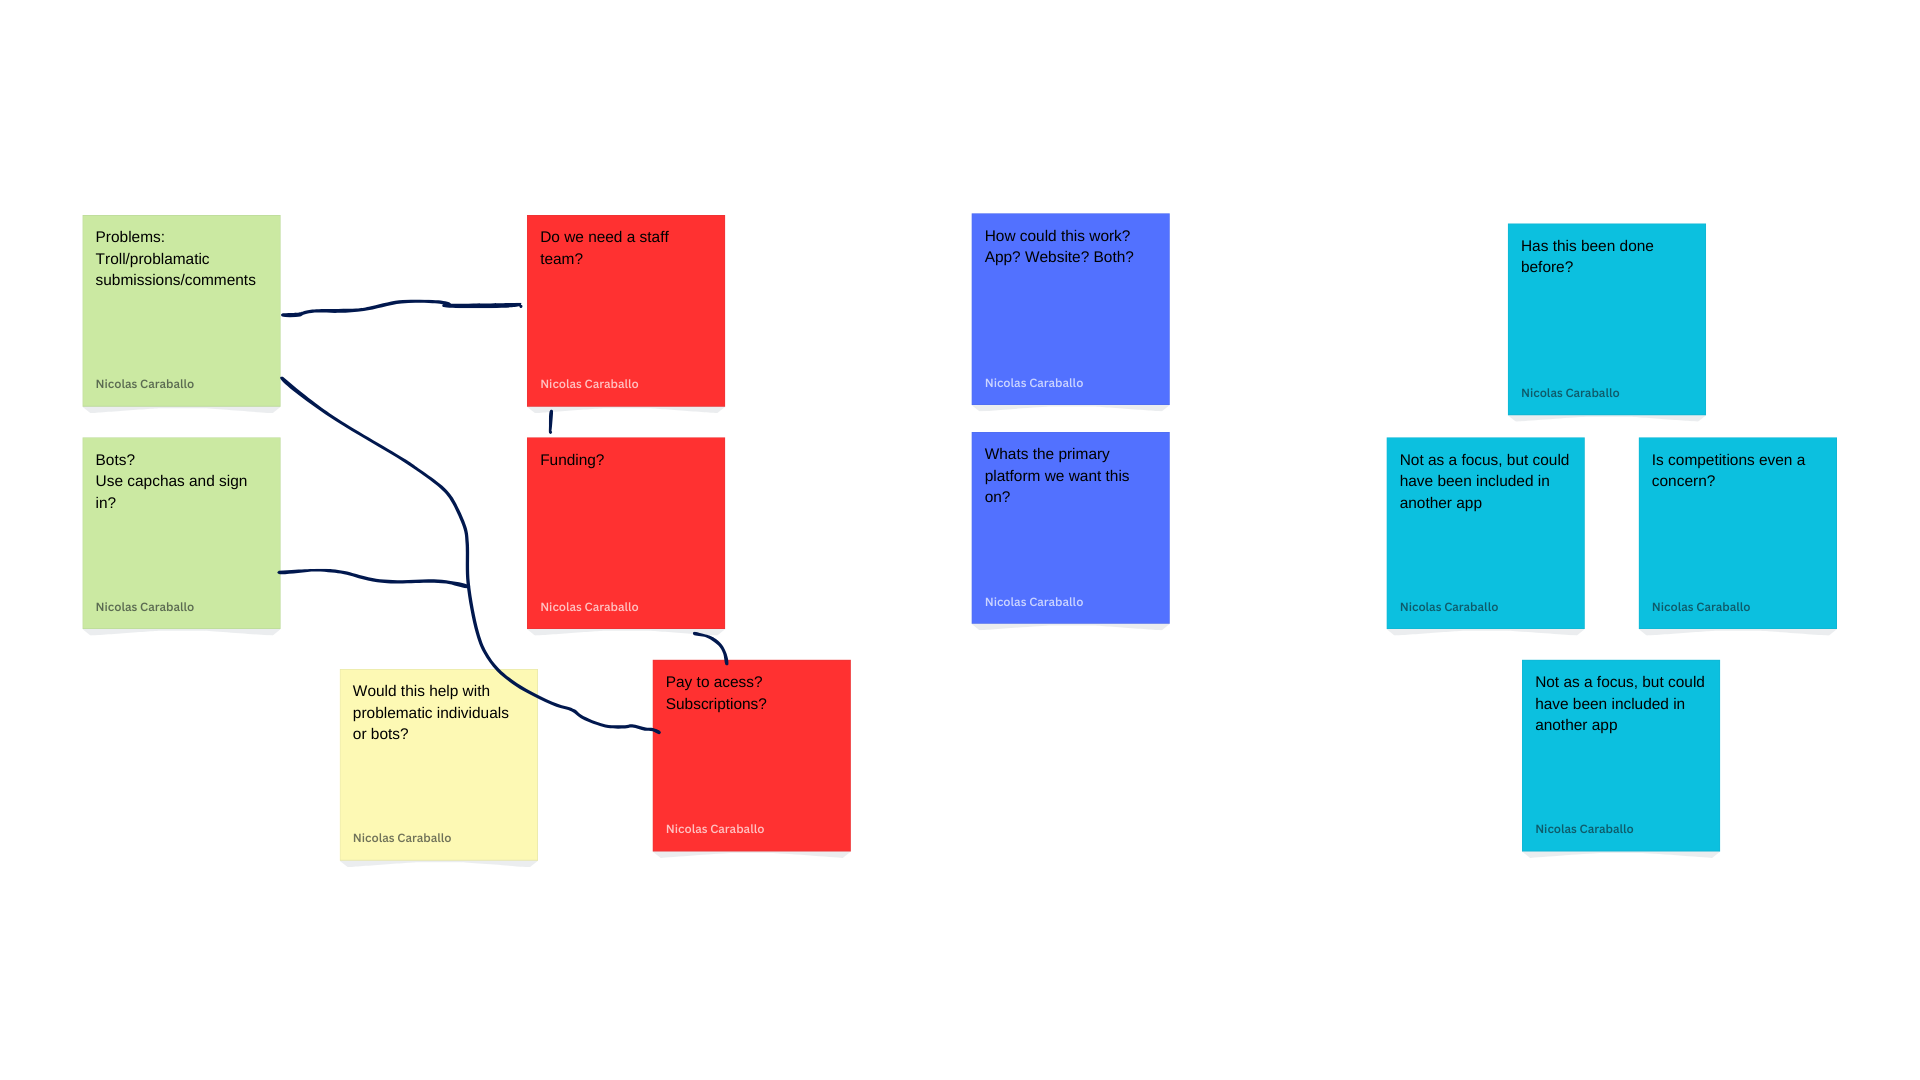 Problems:
Troll/problamatic
submissions/comments
Nicolas Caraballo
Do we need a staff
team?
Nicolas Caraballo
How could this work?
App? Website? Both?
Nicolas Caraballo
Has this been done
before?
Nicolas Caraballo
Bots?
Use capchas and sign
in?
Nicolas Caraballo
Funding?
Nicolas Caraballo
Whats the primary
platform we want this
on?
Nicolas Caraballo
Not as a focus, but could
have been included in
another app
Nicolas Caraballo
Is competitions even a
concern?
Nicolas Caraballo
Would this help with
problematic individuals
or bots?
Nicolas Caraballo
Pay to acess?
Subscriptions?
Nicolas Caraballo
Not as a focus, but could
have been included in
another app
Nicolas Caraballo